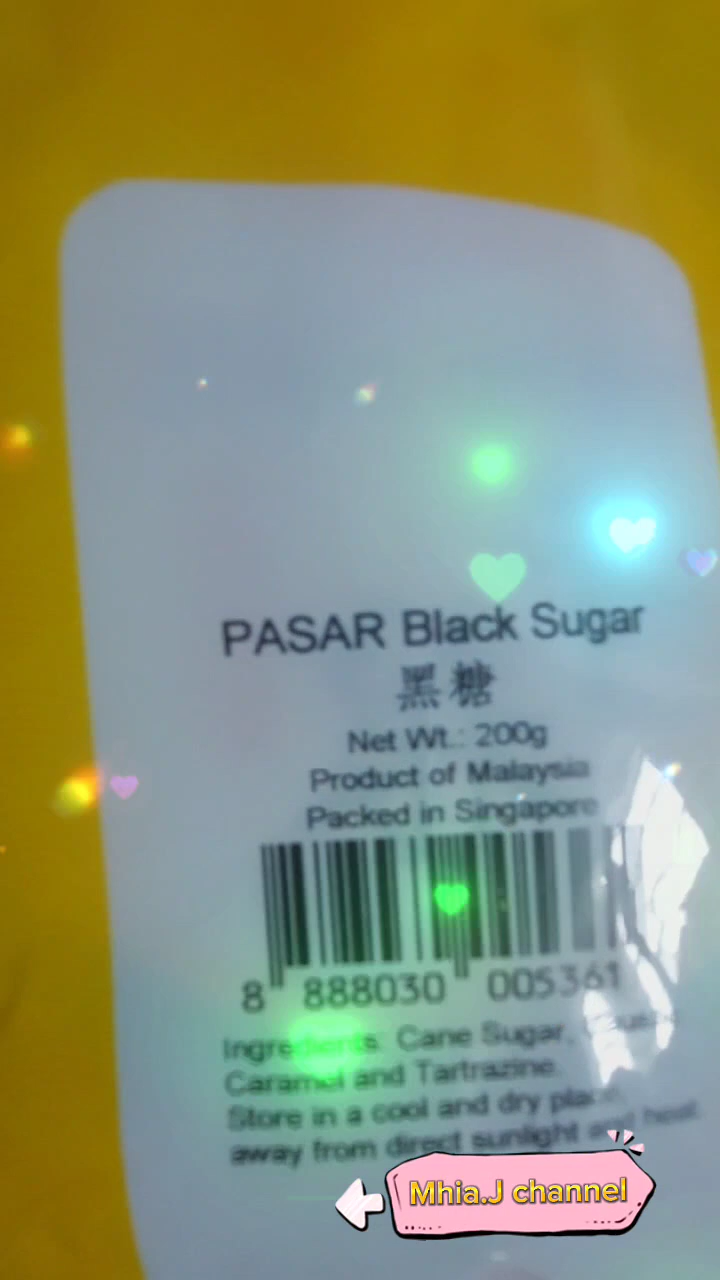 PASAR Black Sugar
黑糖
Net Wt.: 200g
Product of Malaysia
Packed in Singapore
8 888030 005361
Ingredients: Cane Sugar,
Caramel and Tartrazine.
Store in a cool and dry place,
away from direct sunlight and heat.
Mhia.J channel